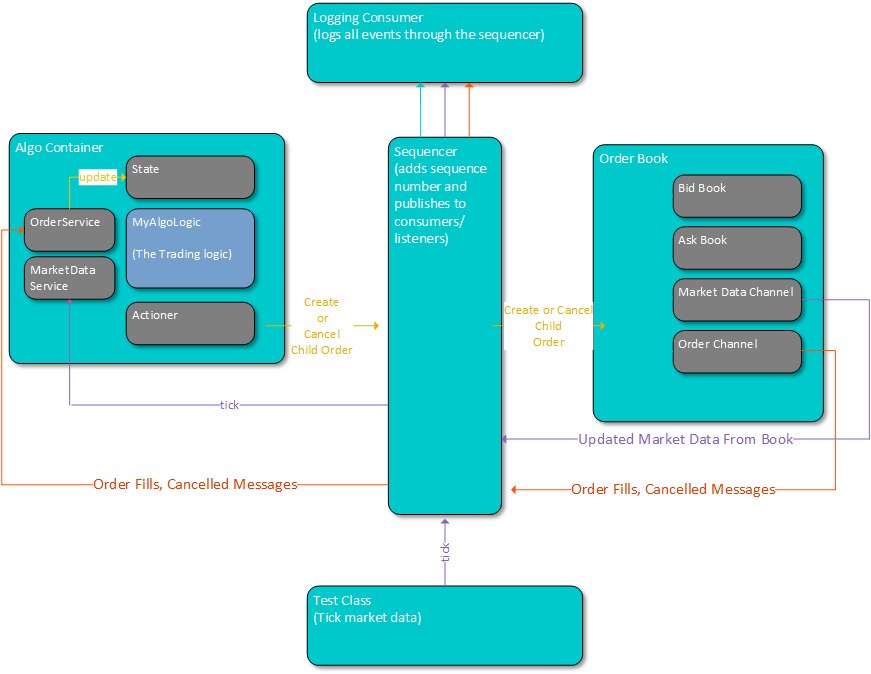 Logging Consumer
(logs all events through the sequencer)
Algo Container
State
update
OrderService
MyAlgoLogic
(The Trading logic)
MarketData
Service
Actioner
Create
or
Cancel
Child Order
Sequencer
(adds sequence
number and
publishes to
consumers/
listeners)
Create or Cancel
Child
Order
Order Book
Bid Book
Ask Book
Market Data Channel
Order Channel
tick
Updated Market Data From Book
Order Fills, Cancelled Messages
Order Fills, Cancelled Messages
tick
Test Class
(Tick market data)